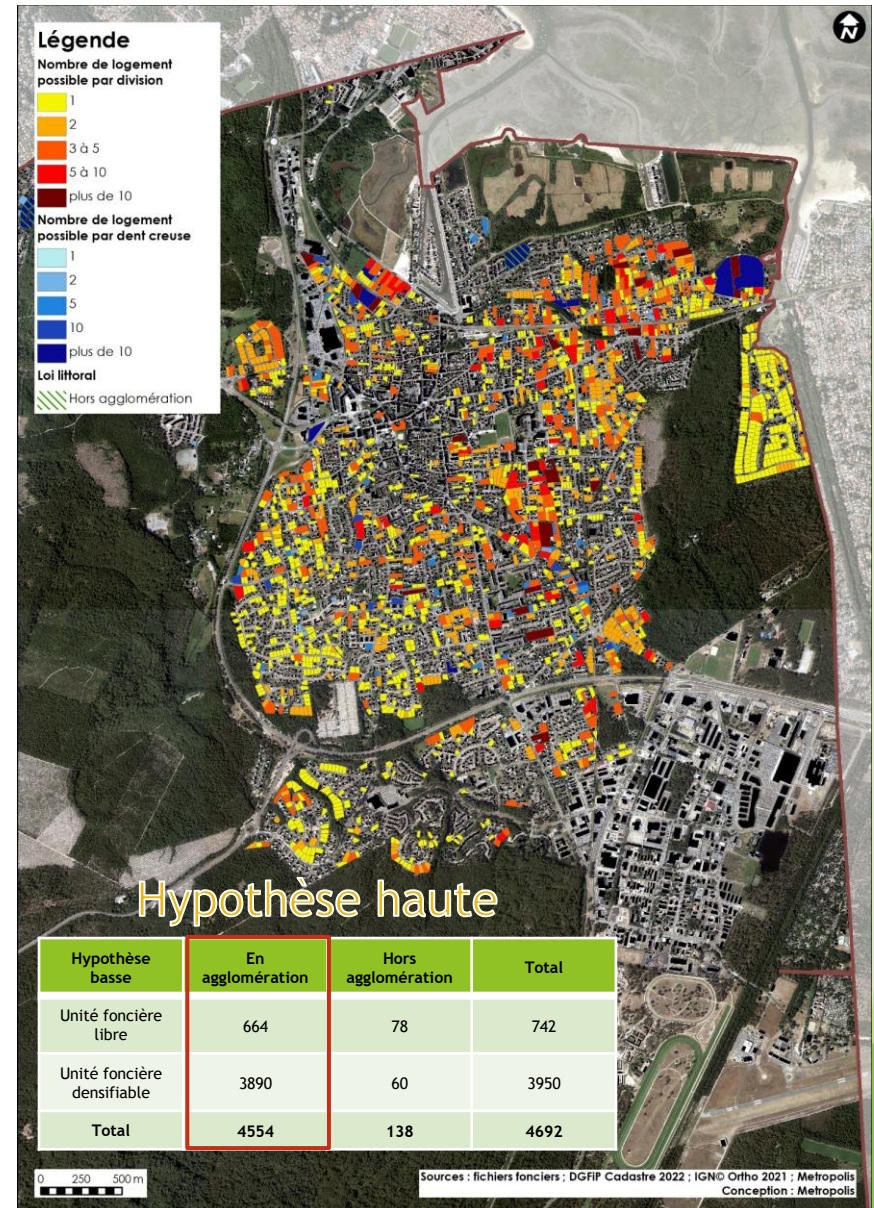 N
Légende
Nombre de logement
possible par division
1
2
3 à 5
5 à 10
plus de 10
Nombre de logement
possible par dent creuse
1
2
5
10
plus de 10
Loi littoral
Hors agglomération
Hypothèse haute
Hypothèse basse En agglomération Hors agglomération Total
Unité foncière libre 664 78 742
Unité foncière densifiable 3890 60 3950
Total 4554 138 4692
0 250 500 m
Sources : fichiers fonciers ; DGFiP Cadastre 2022 ; IGN© Ortho 2021 ; Metropolis
Conception : Metropolis